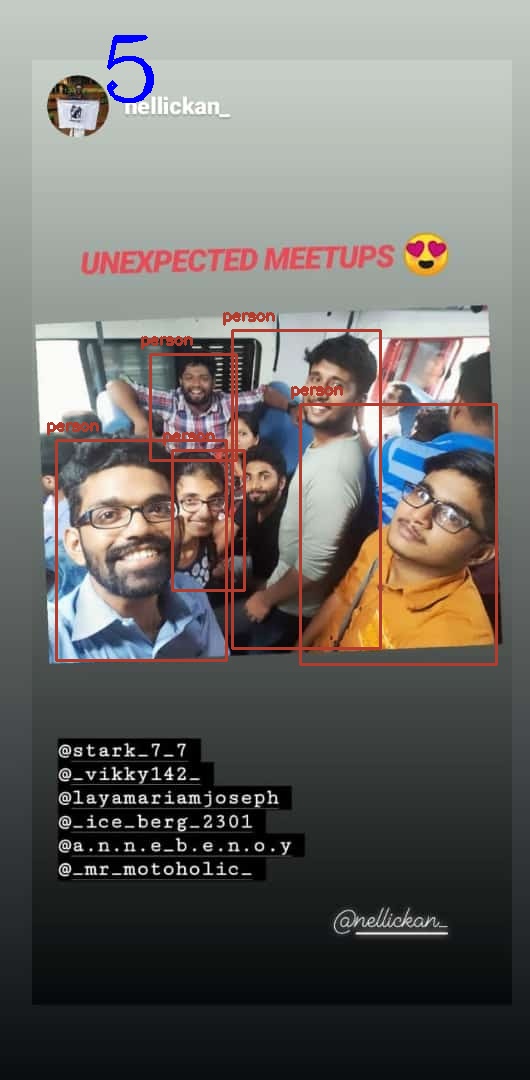 5
nellickan_
UNEXPECTED MEETUPS 😍
person
person
person
person
person
@stark_7_7
@_vikky142_
@layamariamjoseph
@_ice_berg_2301
@a.n.n.e_b.e.n.o.y
@_mr_motoholic_
@nellickan_